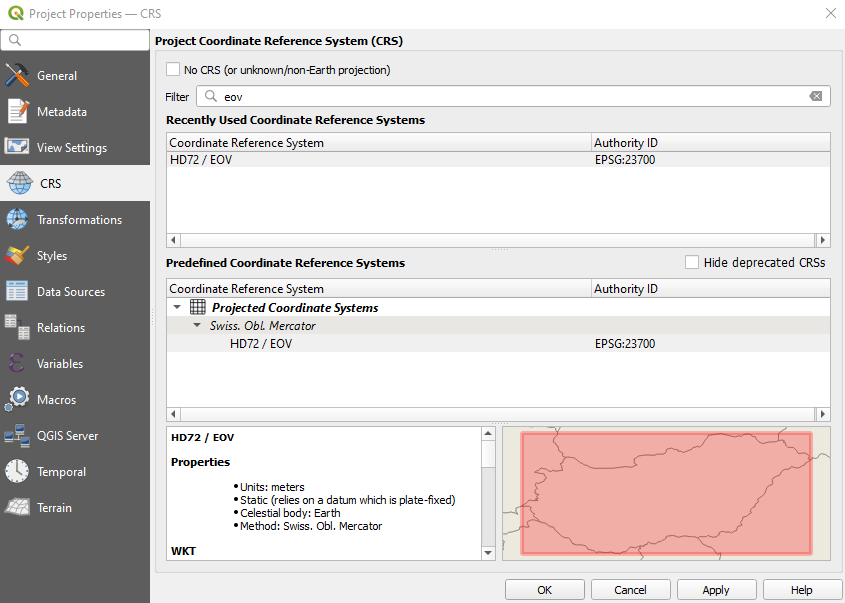 Project Properties — CRS
Project Coordinate Reference System (CRS)
General
Metadata
View Settings
CRS
Transformations
Styles
Data Sources
Relations
Variables
Macros
QGIS Server
Temporal
Terrain
No CRS (or unknown/non-Earth projection)
Filter eov
Recently Used Coordinate Reference Systems
Coordinate Reference System Authority ID
HD72 / EOV EPSG:23700
Predefined Coordinate Reference Systems Hide deprecated CRSs
Coordinate Reference System Authority ID
Projected Coordinate Systems
Swiss. Obl. Mercator
HD72 / EOV EPSG:23700
HD72 / EOV
Properties
• Units: meters
• Static (relies on a datum which is plate-fixed)
• Celestial body: Earth
• Method: Swiss. Obl. Mercator
WKT
OK Cancel Apply Help